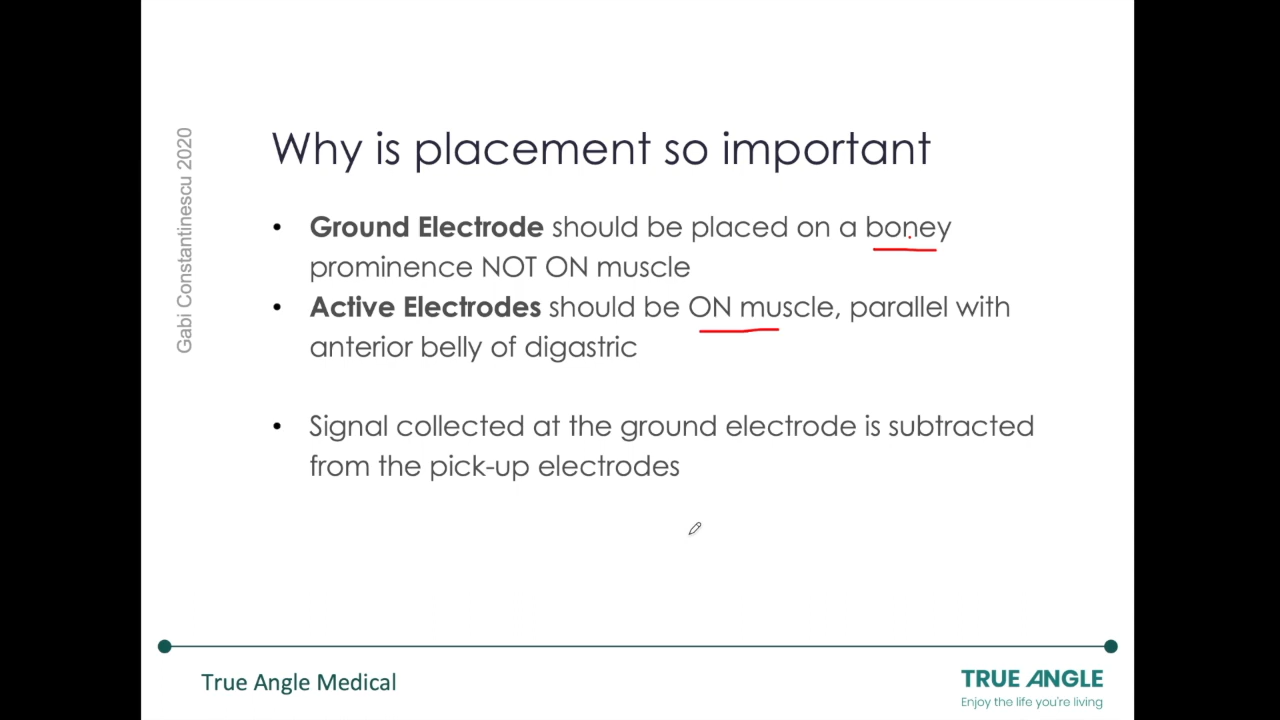 Gabi Constantinescu 2020
Why is placement so important
• Ground Electrode should be placed on a boney
prominence NOT ON muscle
• Active Electrodes should be ON muscle, parallel with
anterior belly of digastric
• Signal collected at the ground electrode is subtracted
from the pick-up electrodes
True Angle Medical
TRUE ANGLE
Enjoy the life you're living